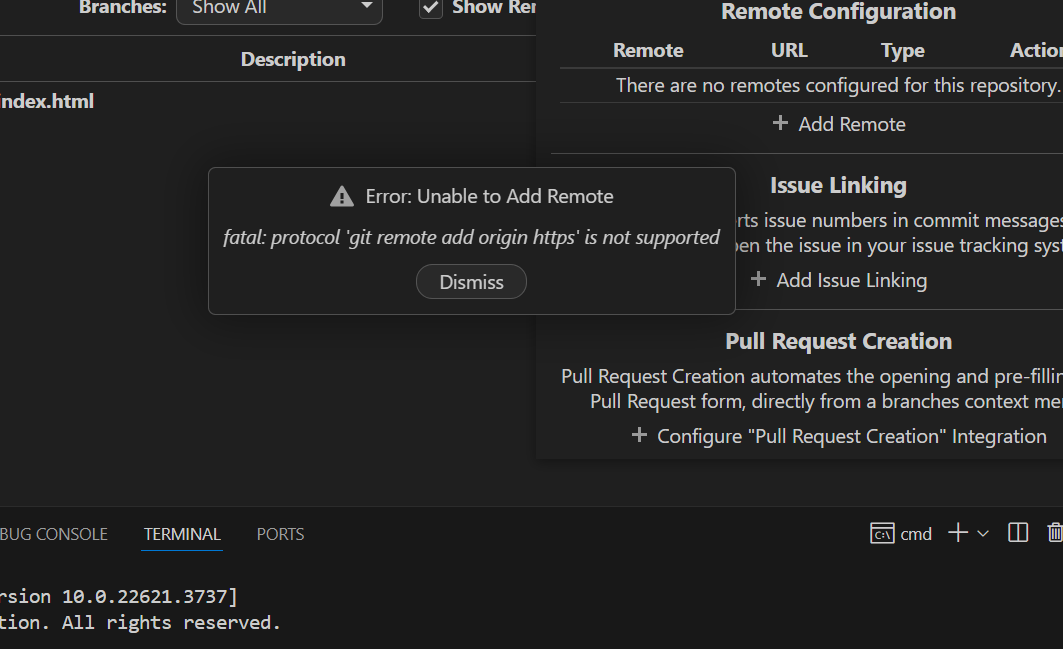 Branches: Show All Show Rem
Description
index.html
Remote Configuration
Remote URL Type Action
There are no remotes configured for this repository.
Add Remote
Error: Unable to Add Remote
fatal: protocol 'git remote add origin https' is not supported
Dismiss
Issue Linking
rts issue numbers in commit messages
en the issue in your issue tracking syst
Add Issue Linking
Pull Request Creation
Pull Request Creation automates the opening and pre-fillin
Pull Request form, directly from a branches context me
Configure "Pull Request Creation" Integration
BUG CONSOLE TERMINAL PORTS cmd
rsion 10.0.22621.3737]
tion. All rights reserved.